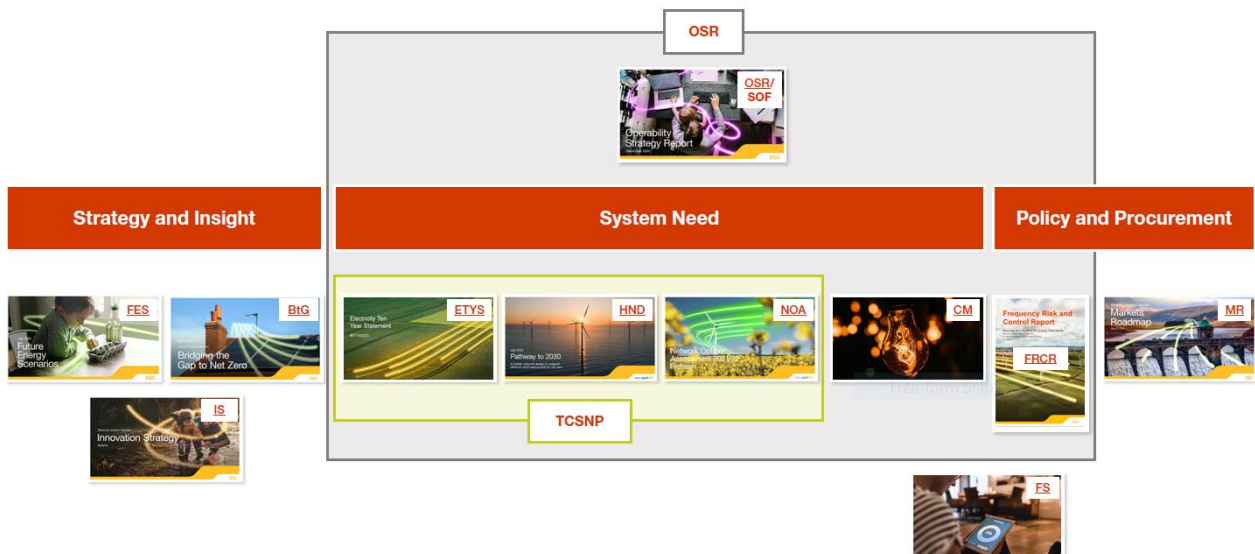 OSR
OSR/
SOF
Operability
Strategy Report
Strategy and Insight
System Need
Policy and Procurement
FES
Future
Energy
Scenarios
BtG
Bridging the
Gap to Net Zero
Electricity Ten
Year Statement
ETYS
HND
Pathway to 2030
NOA
Network Options
Assessment
Refresh
CM
Frequency Risk and
Control Report
FRCR
Markets
Roadmap
MR
IS
Innovation Strategy
TCSNP
FS